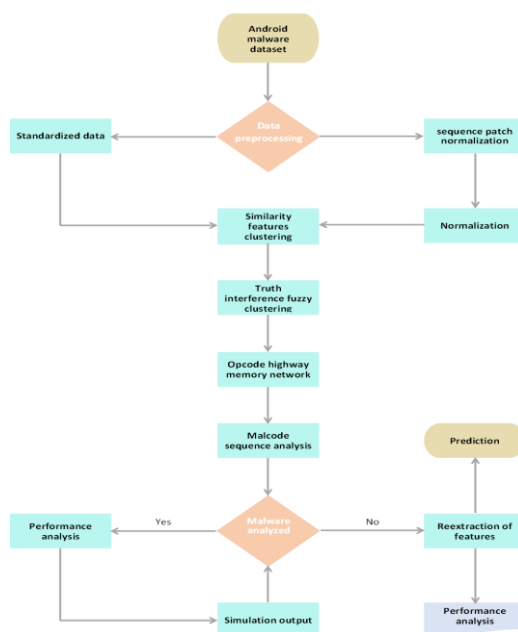 Android
malware
dataset
Data
preprocessing
Standardized data
sequence patch
normalization
Similarity
features
clustering
Normalization
Truth
interference fuzzy
clustering
Opcode highway
memory network
Malcode
sequence analysis
Prediction
Performance
analysis
Yes
Malware
analyzed
No
Reextraction of
features
Simulation output
Performance
analysis